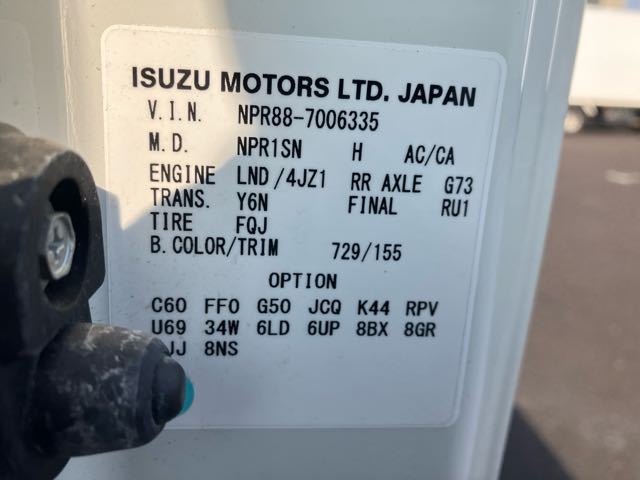 ISUZU MOTORS LTD. JAPAN
V.I.N. NPR88-7006335
M.D. NPR1SN H AC/CA
ENGINE LND/4JZ1 RR AXLE G73
TRANS. Y6N FINAL RU1
TIRE FQJ
B.COLOR/TRIM 729/155
OPTION
C60 FF0 G50 JCQ K44 RPV
U69 34W 6LD 6UP 8BX 8GR
8NS